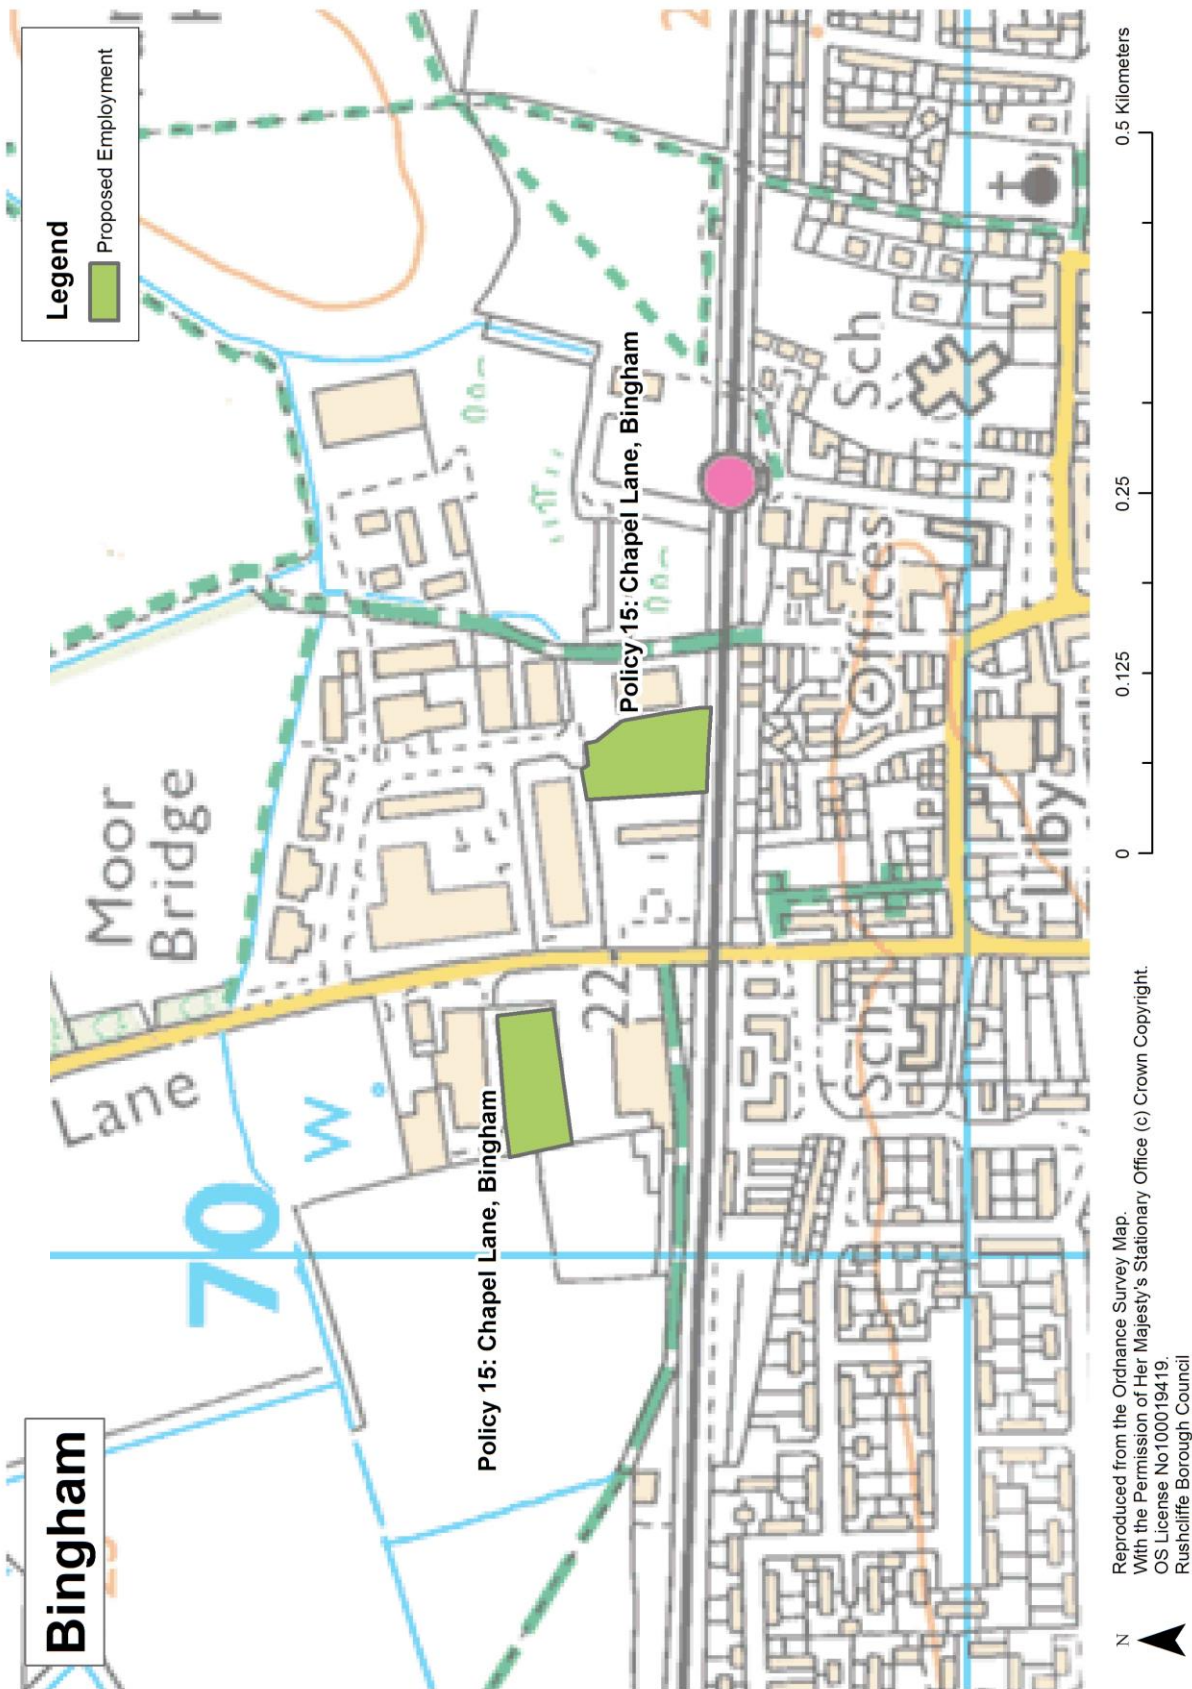 Bingham
Legend
Proposed Employment
Moor
Bridge
Lane
70
W
22
Policy 15: Chapel Lane, Bingham
Policy 15: Chapel Lane, Bingham
Sch
Offices
Sch
Liby
N
Reproduced from the Ordnance Survey Map.
With the Permission of Her Majesty's Stationary Office (c) Crown Copyright.
OS License No100019419.
Rushcliffe Borough Council
0 0.125 0.25 0.5 Kilometers